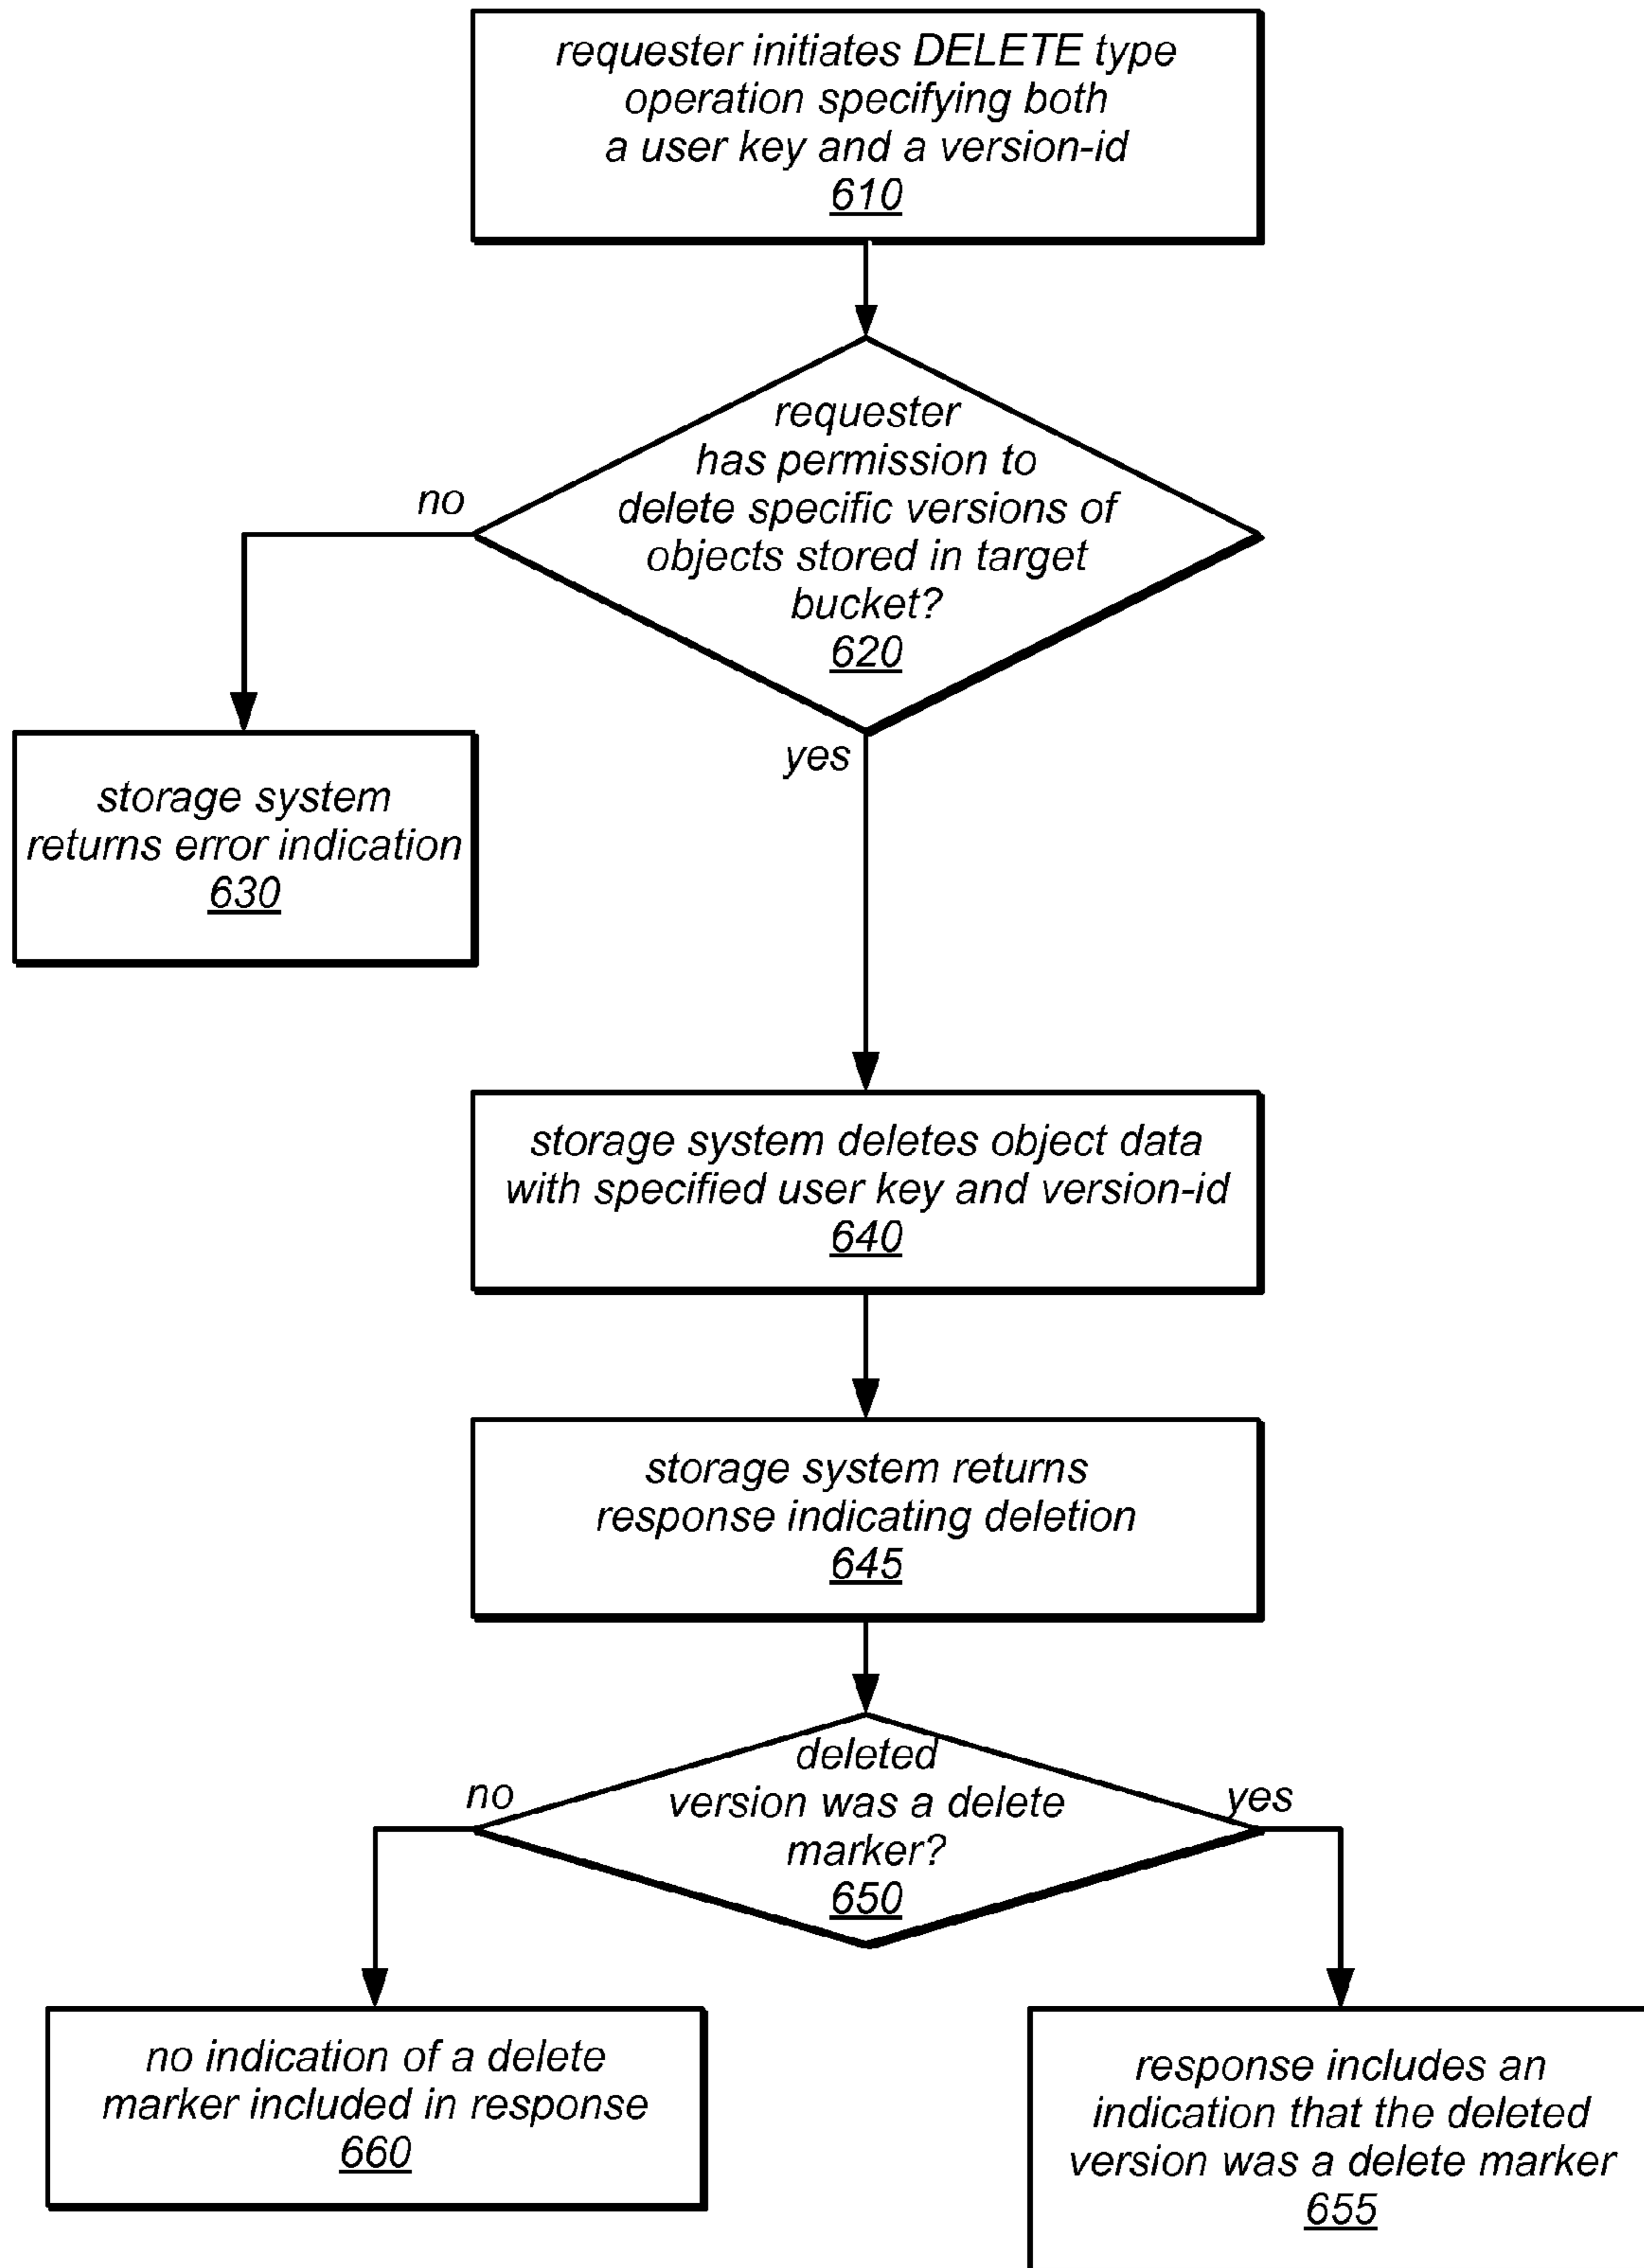 requester initiates DELETE type
operation specifying both
a user key and a version-id
610
requester
has permission to
delete specific versions of
objects stored in target
bucket?
620
no
yes
storage system
returns error indication
630
storage system deletes object data
with specified user key and version-id
640
storage system returns
response indicating deletion
645
deleted
version was a delete
marker?
650
no
yes
no indication of a delete
marker included in response
660
response includes an
indication that the deleted
version was a delete marker
655